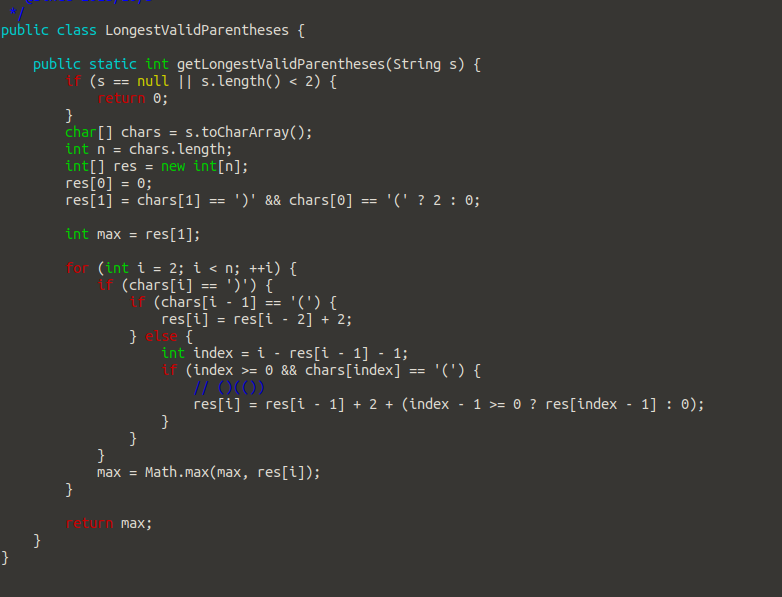 */
public class LongestValidParentheses {
    public static int getLongestValidParentheses(String s) {
        if (s == null || s.length() < 2) {
            return 0;
        }
        char[] chars = s.toCharArray();
        int n = chars.length;
        int[] res = new int[n];
        res[0] = 0;
        res[1] = chars[1] == ')' && chars[0] == '(' ? 2 : 0;
        int max = res[1];
        for (int i = 2; i < n; ++i) {
            if (chars[i] == ')') {
                if (chars[i - 1] == '(') {
                    res[i] = res[i - 2] + 2;
                } else {
                    int index = i - res[i - 1] - 1;
                    if (index >= 0 && chars[index] == '(') {
                        // ()(())
                        res[i] = res[i - 1] + 2 + (index - 1 >= 0 ? res[index - 1] : 0);
                    }
                }
            }
            max = Math.max(max, res[i]);
        }
        return max;
    }
}